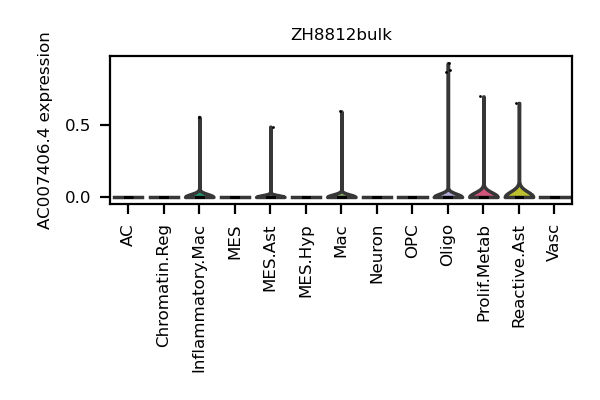 ZH8812bulk
AC007406.4 expression
0.5
0.0
AC
Chromatin.Reg
Inflammatory.Mac
MES
MES.Ast
MES.Hyp
Mac
Neuron
OPC
Oligo
Prolif.Metab
Reactive.Ast
Vasc